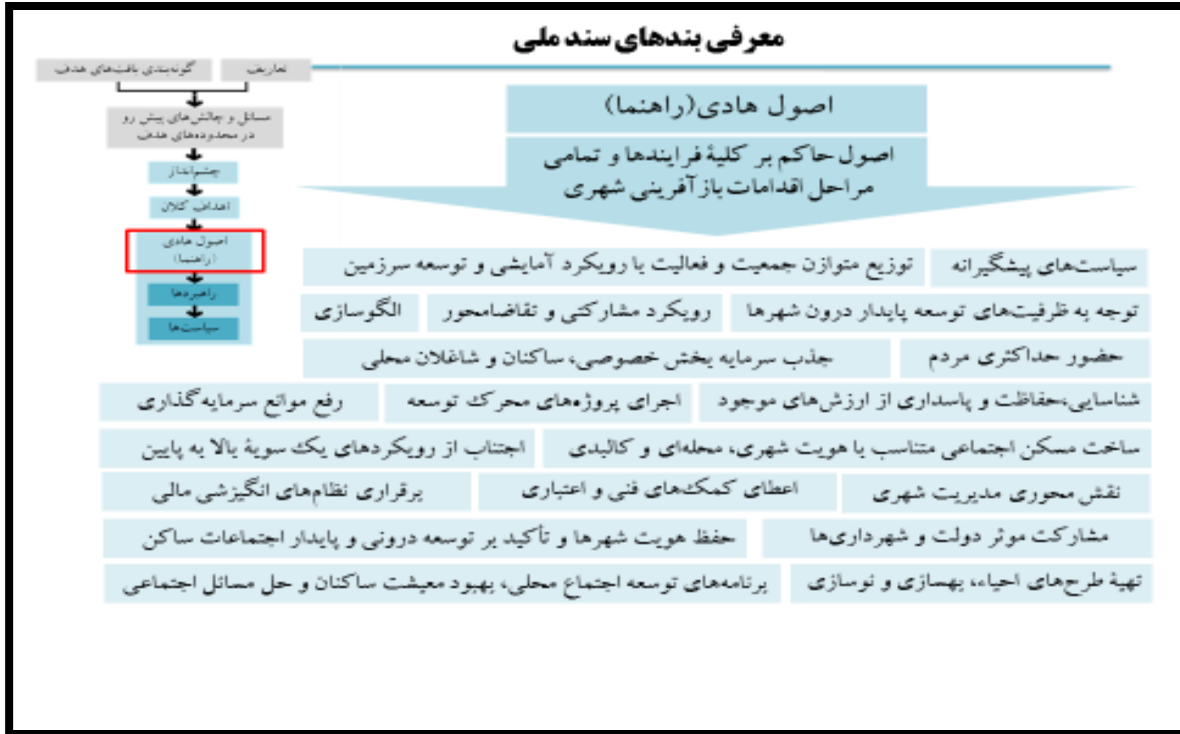 معرفی بندهای سند ملی
تعاریف
گونه‌بندی بافت‌های هدف
مسائل و چالش‌های پیش رو
در محدوده‌های هدف
چشم‌انداز
اهداف کلان
اصول هادی
(راهنما)
راهبردها
سیاست‌ها
اصول هادی(راهنما)
اصول حاکم بر کلیۀ فرایندها و تمامی
مراحل اقدامات بازآفرینی شهری
سیاست‌های پیشگیرانه
توزیع متوازن جمعیت و فعالیت با رویکرد آمایشی و توسعه سرزمین
توجه به ظرفیت‌های توسعه پایدار درون شهرها
رویکرد مشارکتی و تقاضامحور
الگوسازی
حضور حداکثری مردم
جذب سرمایه بخش خصوصی، ساکنان و شاغلان محلی
شناسایی،حفاظت و پاسداری از ارزش‌های موجود
اجرای پروژه‌های محرک توسعه
رفع موانع سرمایه‌گذاری
ساخت مسکن اجتماعی متناسب با هویت شهری، محله‌ای و کالبدی
اجتناب از رویکردهای یک سویۀ بالا به پایین
نقش محوری مدیریت شهری
اعطای کمک‌های فنی و اعتباری
برقراری نظام‌های انگیزشی مالی
مشارکت موثر دولت و شهرداری‌ها
حفظ هویت شهرها و تأکید بر توسعه درونی و پایدار اجتماعات ساکن
تهیۀ طرح‌های احیاء، بهسازی و نوسازی
برنامه‌های توسعه اجتماع محلی، بهبود معیشت ساکنان و حل مسائل اجتماعی